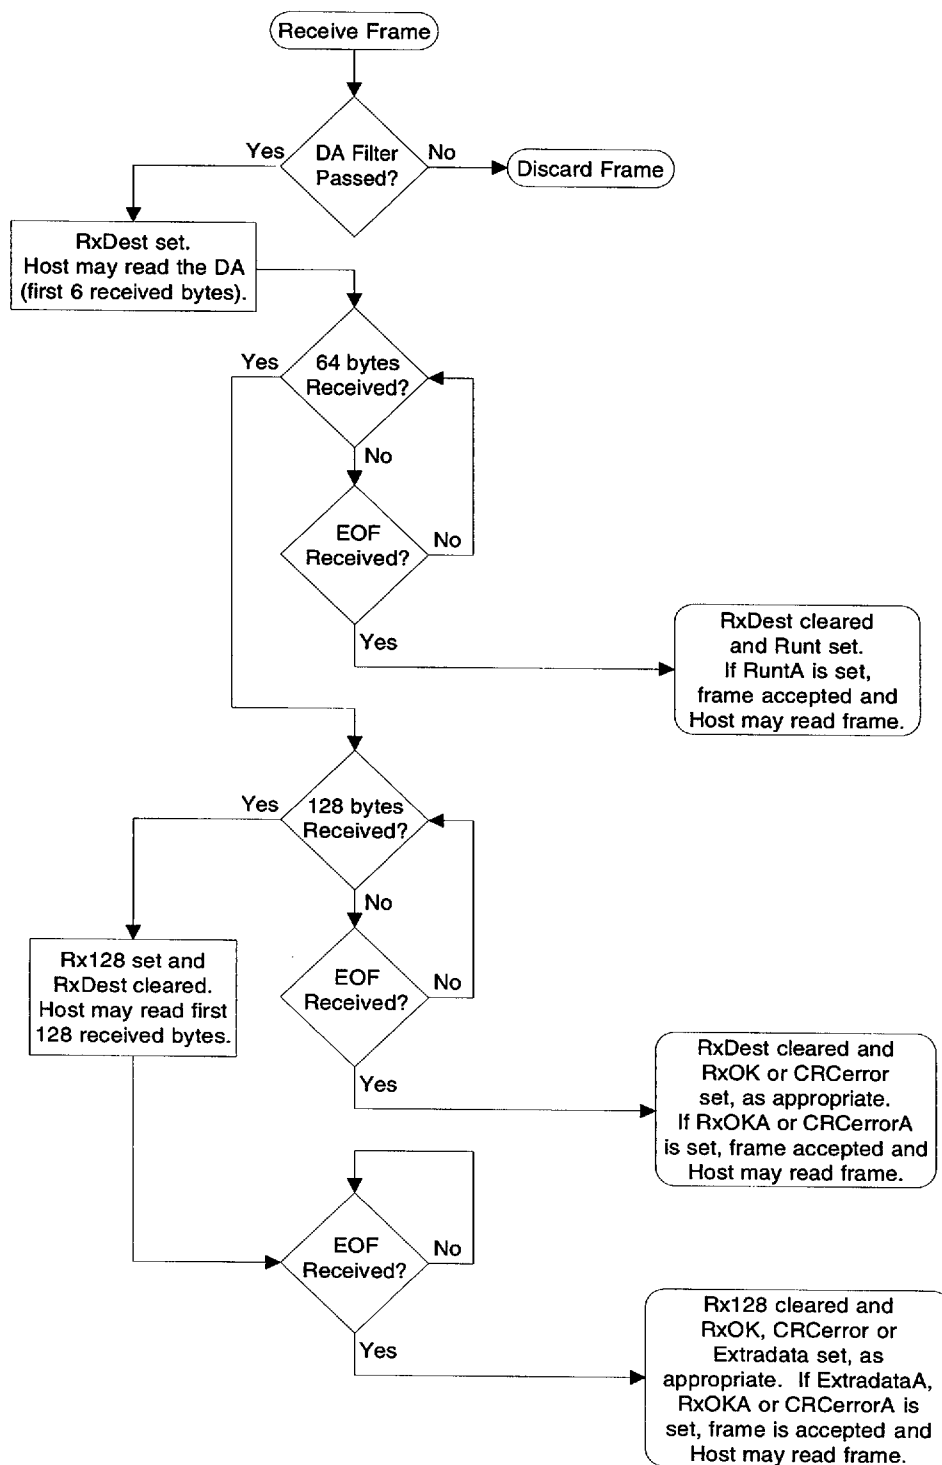 Receive Frame
Yes
DA Filter
Passed?
No
Discard Frame
RxDest set.
Host may read the DA
(first 6 received bytes).
Yes
64 bytes
Received?
No
EOF
Received?
No
Yes
RxDest cleared
and Runt set.
If RuntA is set,
frame accepted and
Host may read frame.
Yes
128 bytes
Received?
No
Rx128 set and
RxDest cleared.
Host may read first
128 received bytes.
EOF
Received?
No
Yes
RxDest cleared and
RxOK or CRCerror
set, as appropriate.
If RxOKA or CRCerrorA
is set, frame accepted and
Host may read frame.
EOF
Received?
No
Yes
Rx128 cleared and
RxOK, CRCerror or
Extradata set, as
appropriate. If ExtradataA,
RxOKA or CRCerrorA is
set, frame is accepted and
Host may read frame.